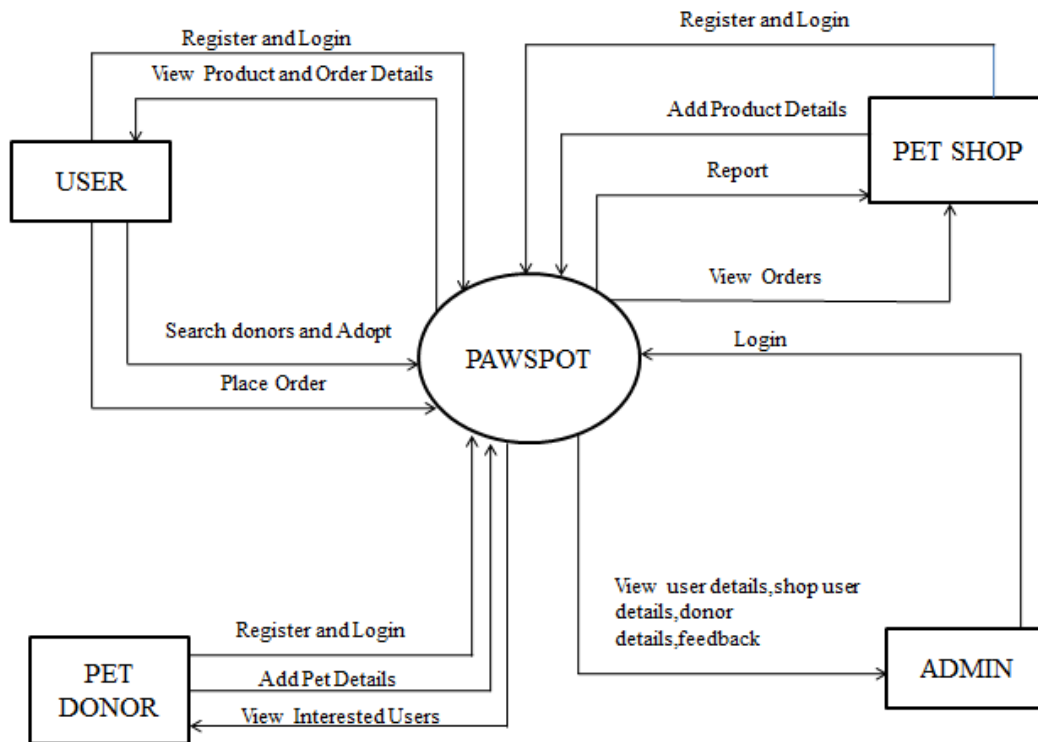 Register and Login
View Product and Order Details
USER
Search donors and Adopt
Place Order
Register and Login
Add Product Details
PET SHOP
Report
View Orders
Login
PAWSPOT
Register and Login
PET
DONOR
Add Pet Details
View Interested Users
View user details,shop user
details,donor
details,feedback
ADMIN